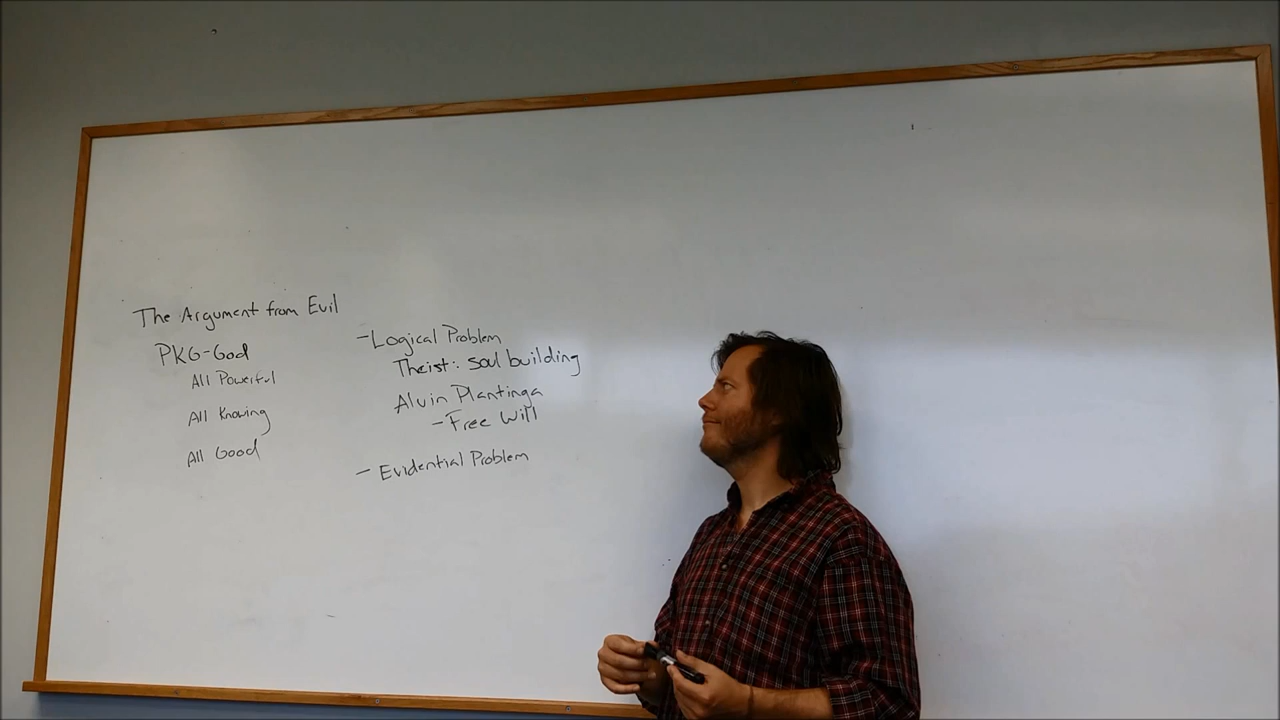 The Argument from Evil
PKG-God
All Powerful
All Knowing
All Good
- Logical Problem
Theist: soul building
Alvin Plantinga
- Free Will
- Evidential Problem